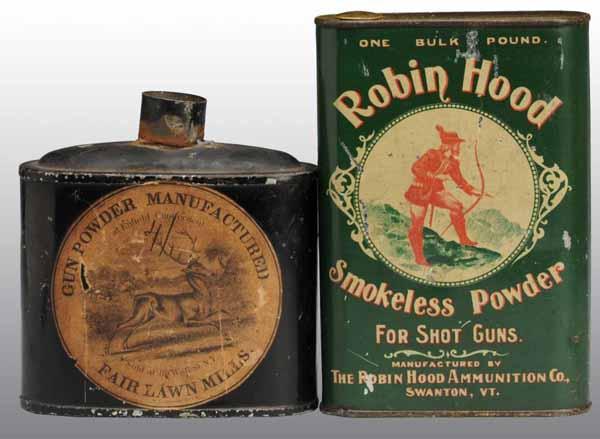 GUN POWDER MANUFACTURED
FAIR LAWN MILLS.
ONE BULK POUND.
Robin Hood
Smokeless Powder
FOR SHOT GUNS.
MANUFACTURED BY
THE ROBIN HOOD AMMUNITION CO.,
SWANTON, VT.